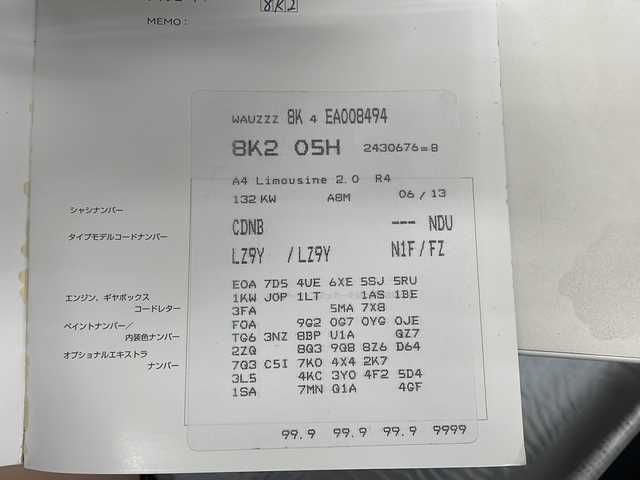 8K2
MEMO：
WAUZZZ 8K 4 EA008494
8K2 05H 2430676=8
A4 Limousine 2.0 R4
132 KW A8M 06 / 13
シャシナンバー
CDNB --- NDU
タイプモデルコードナンバー
LZ9Y / LZ9Y N1F / FZ
E0A 7D5 4UE 6XE 5SJ 5RU
エンジン、ギヤボックス
1KW J0P 1LT 1AS 1BE
コードレター
3FA 5MA 7X8
ペイントナンバー／
F0A 9G2 0G7 0YG 0JE
内装色ナンバー
TG6 3NZ 8BP U1A QZ7
オプショナルエキストラ
2ZQ 8Q3 9Q8 8Z6 D64
ナンバー
7Q3 C5I 7K0 4X4 2K7
3L5 4KC 3Y0 4F2 5D4
1SA 7MN Q1A 4GF
99.9 99.9 99.9 9999